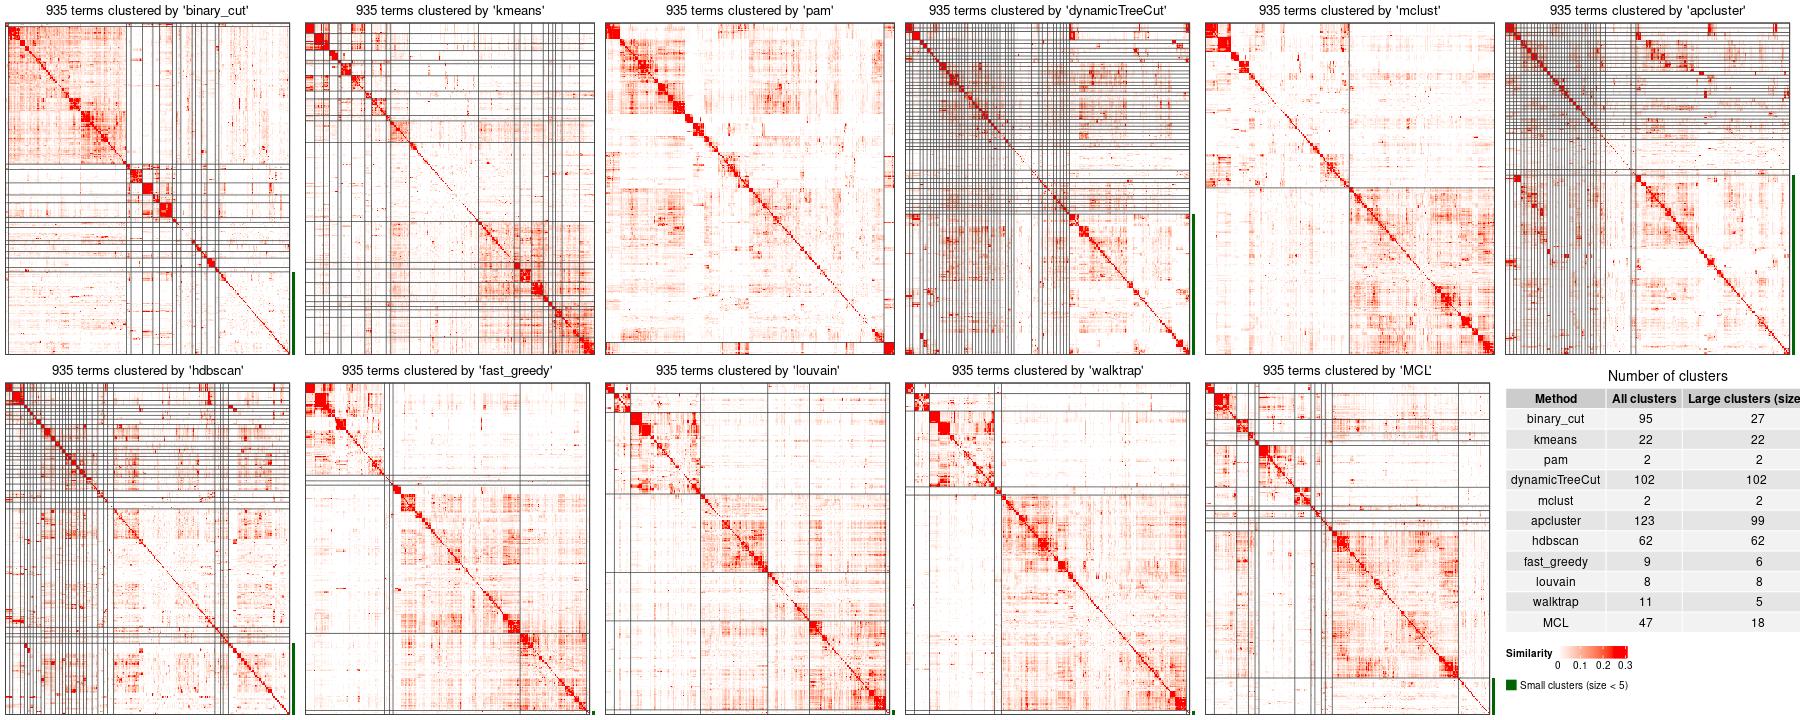 935 terms clustered by 'binary_cut'
935 terms clustered by 'kmeans'
935 terms clustered by 'pam'
935 terms clustered by 'dynamicTreeCut'
935 terms clustered by 'mclust'
935 terms clustered by 'apcluster'
935 terms clustered by 'hdbscan'
935 terms clustered by 'fast_greedy'
935 terms clustered by 'louvain'
935 terms clustered by 'walktrap'
935 terms clustered by 'MCL'
Number of clusters
Method All clusters Large clusters (size
binary_cut 95 27
kmeans 22 22
pam 2 2
dynamicTreeCut 102 102
mclust 2 2
apcluster 123 99
hdbscan 62 62
fast_greedy 9 6
louvain 8 8
walktrap 11 5
MCL 47 18
Similarity
0 0.1 0.2 0.3
Small clusters (size < 5)